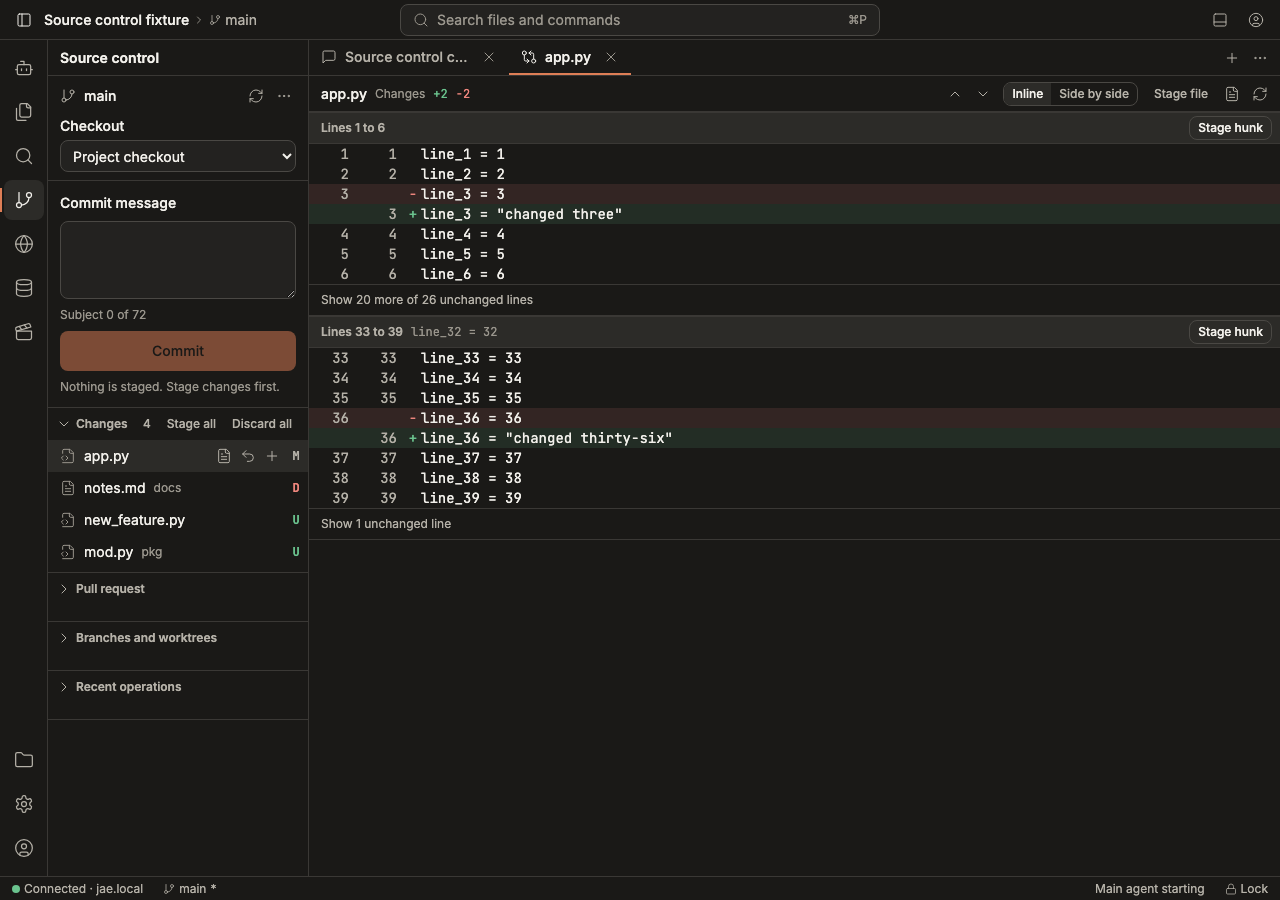 Source control fixture main
Search files and commands ⌘P
Source control
main
Checkout
Project checkout
Commit message
Subject 0 of 72
Commit
Nothing is staged. Stage changes first.
Changes 4 Stage all Discard all
app.py M
notes.md docs D
new_feature.py U
mod.py pkg U
Pull request
Branches and worktrees
Recent operations
Source control c... app.py
app.py Changes +2 -2 Inline Side by side Stage file
Lines 1 to 6 Stage hunk
1 1 line_1 = 1
2 2 line_2 = 2
3 - line_3 = 3
3 + line_3 = "changed three"
4 4 line_4 = 4
5 5 line_5 = 5
6 6 line_6 = 6
Show 20 more of 26 unchanged lines
Lines 33 to 39 line_32 = 32 Stage hunk
33 33 line_33 = 33
34 34 line_34 = 34
35 35 line_35 = 35
36 - line_36 = 36
36 + line_36 = "changed thirty-six"
37 37 line_37 = 37
38 38 line_38 = 38
39 39 line_39 = 39
Show 1 unchanged line
Connected · jae.local main * Main agent starting Lock